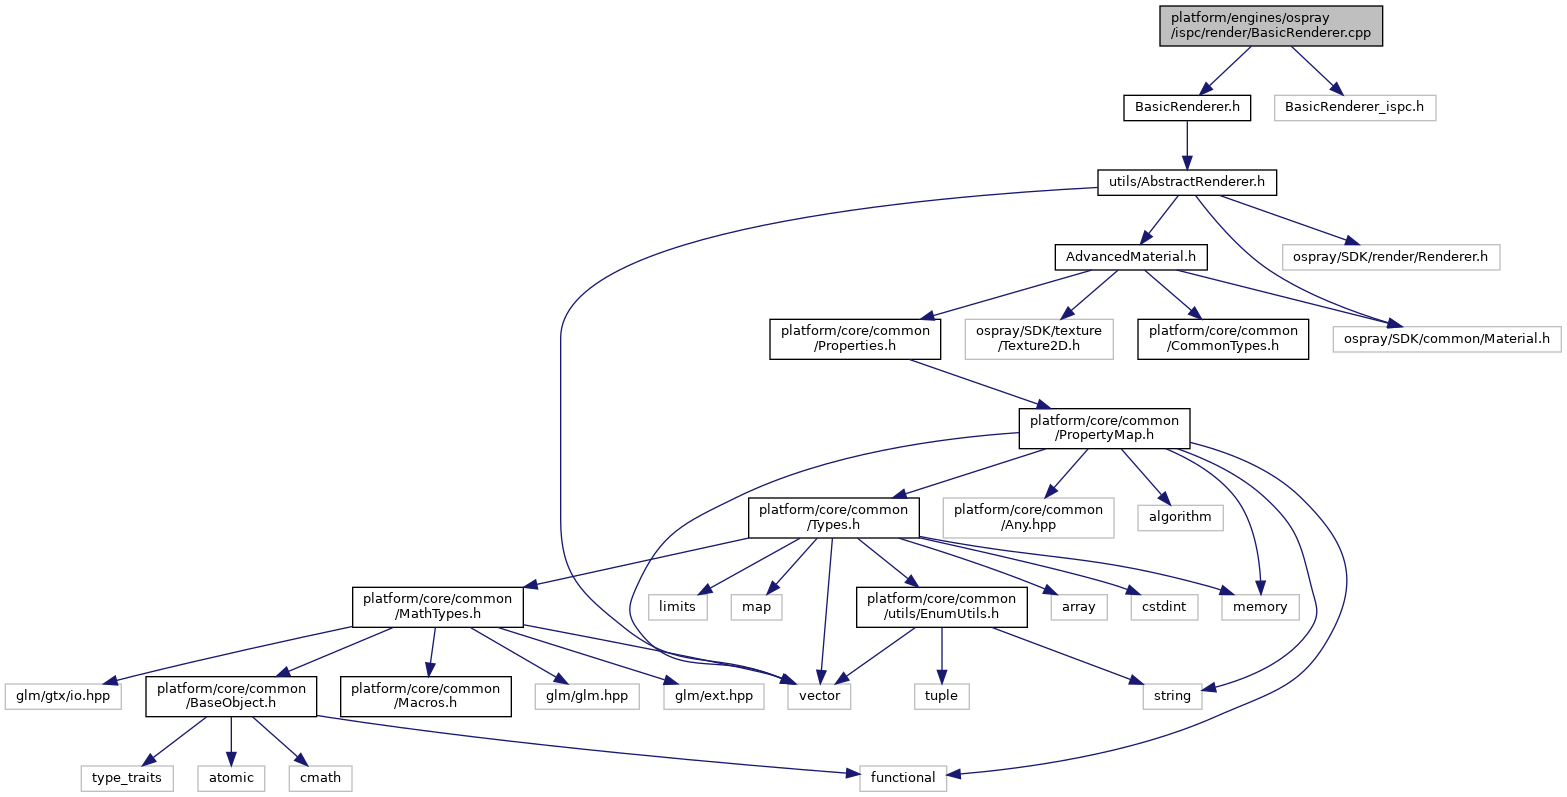 platform/engines/ospray
/ispc/render/BasicRenderer.cpp
BasicRenderer.h
BasicRenderer_ispc.h
utils/AbstractRenderer.h
AdvancedMaterial.h
ospray/SDK/render/Renderer.h
platform/core/common
/Properties.h
ospray/SDK/texture
/Texture2D.h
platform/core/common
/CommonTypes.h
ospray/SDK/common/Material.h
platform/core/common
/PropertyMap.h
platform/core/common
/Types.h
platform/core/common
/Any.hpp
algorithm
platform/core/common
/MathTypes.h
limits
map
platform/core/common
/utils/EnumUtils.h
array
cstdint
memory
glm/gtx/io.hpp
platform/core/common
/BaseObject.h
platform/core/common
/Macros.h
glm/glm.hpp
glm/ext.hpp
vector
tuple
string
type_traits
atomic
cmath
functional